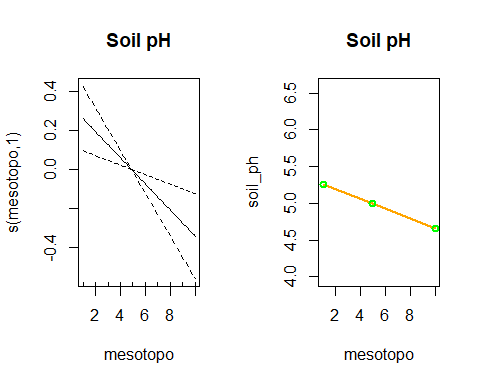 Soil pH
s(mesotopo,1)
0.4
0.2
0.0
-0.4
2 4 6 8
mesotopo
Soil pH
soil_ph
6.5
6.0
5.5
5.0
4.5
4.0
2 4 6 8
mesotopo